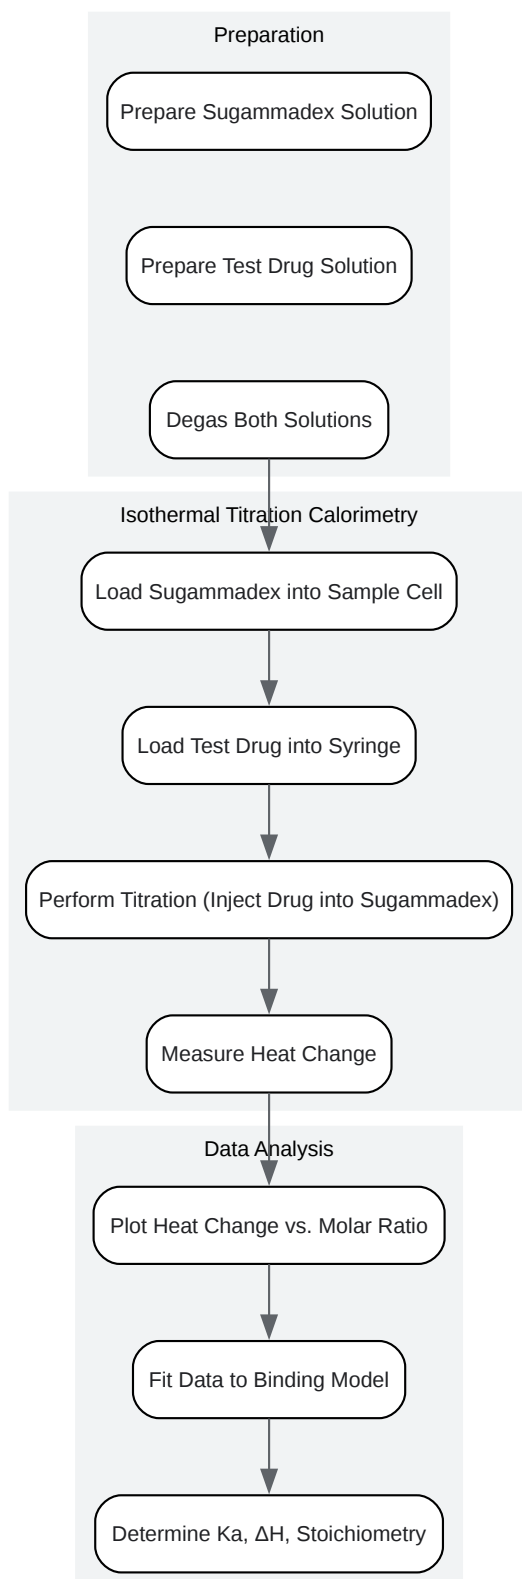 Preparation
Prepare Sugammadex Solution
Prepare Test Drug Solution
Degas Both Solutions
Isothermal Titration Calorimetry
Load Sugammadex into Sample Cell
Load Test Drug into Syringe
Perform Titration (Inject Drug into Sugammadex)
Measure Heat Change
Data Analysis
Plot Heat Change vs. Molar Ratio
Fit Data to Binding Model
Determine Ka, ΔH, Stoichiometry